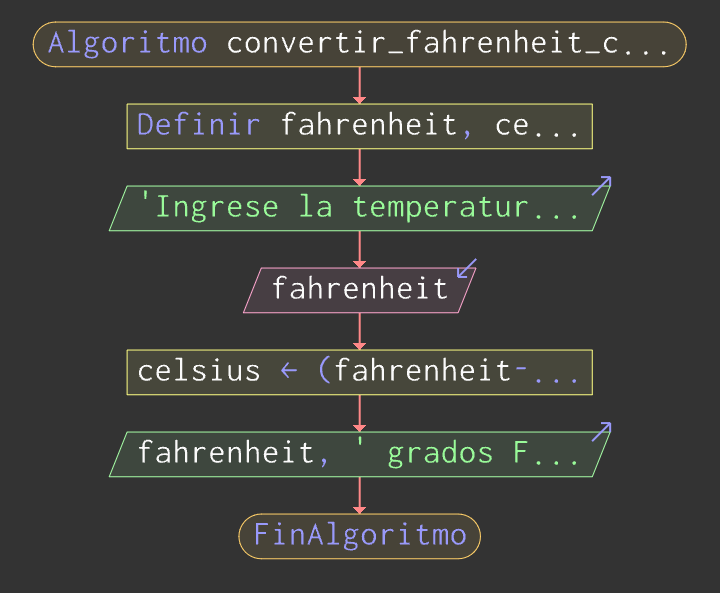 Algoritmo convertir_fahrenheit_c...
Definir fahrenheit, ce...
'Ingrese la temperatur...
fahrenheit
celsius ← (fahrenheit-...
fahrenheit, ' grados F...
FinAlgoritmo